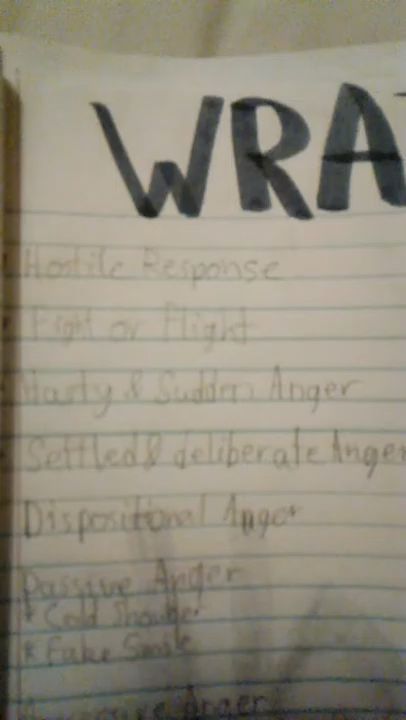 WRA
Hostile Response
Fight or Flight
Hasty & Sudden Anger
Settled & deliberate Anger
Dispositional Anger
Passive Anger
* Cold Shoulder
* Fake Smile
Anger